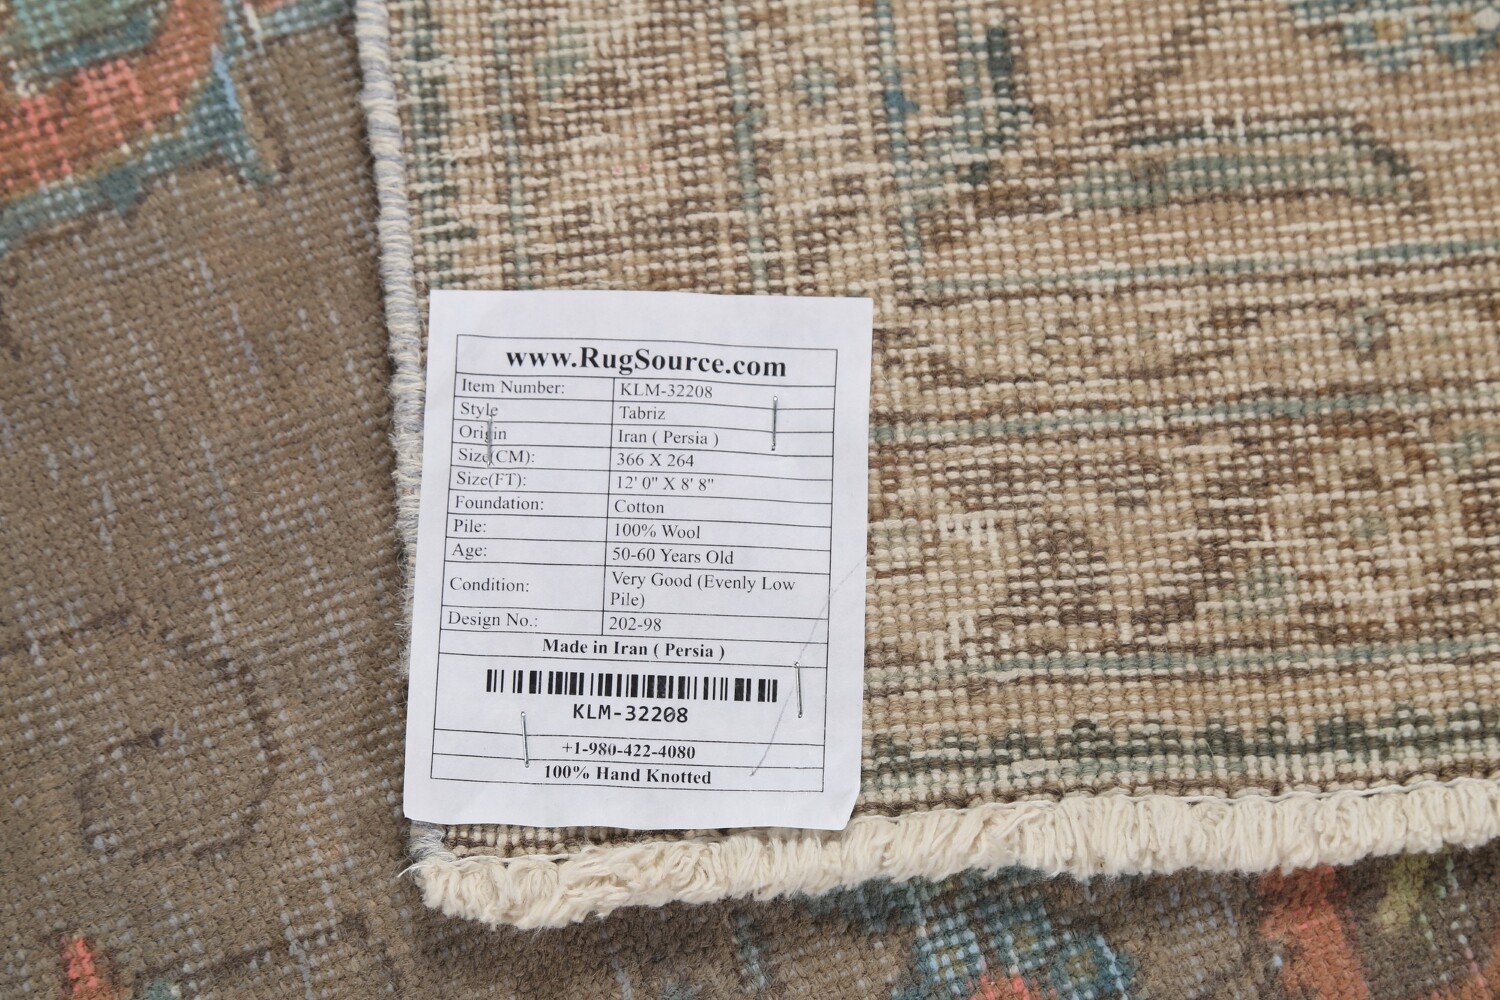 www.RugSource.com
Item Number: KLM-32208
Style Tabriz
Origin Iran ( Persia )
Size(CM): 366 X 264
Size(FT): 12' 0" X 8' 8"
Foundation: Cotton
Pile: 100% Wool
Age: 50-60 Years Old
Condition: Very Good (Evenly Low
Pile)
Design No.: 202-98
Made in Iran ( Persia )
KLM-32208
+1-980-422-4080
100% Hand Knotted